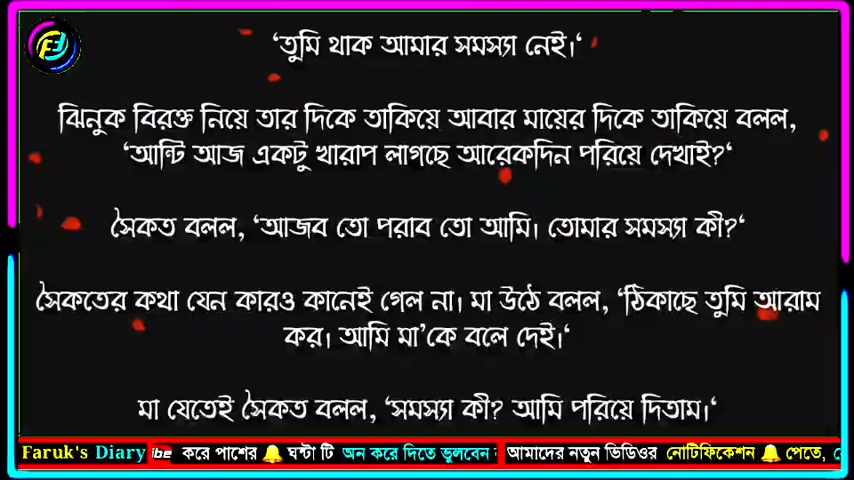 ‘তুমি থাক আমার সমস্যা নেই।‘
ঝিনুক বিরক্ত নিয়ে তার দিকে তাকিয়ে আবার মায়ের দিকে তাকিয়ে বলল,
‘আন্টি আজ একটু খারাপ লাগছে আরেকদিন পরিয়ে দেখাই?‘
সৈকত বলল, ‘আজব তো পরাব তো আমি। তোমার সমস্যা কী?‘
সৈকতের কথা যেন কারও কানেই গেল না। মা উঠে বলল, ‘ঠিকাছে তুমি আরাম
কর। আমি মা’কে বলে দেই।‘
মা যেতেই সৈকত বলল, ‘সমস্যা কী? আমি পরিয়ে দিতাম।‘
Faruk's Diary ibe করে পাশের 🔔 ঘন্টা টি অন করে দিতে ভুলবেন আমাদের নতুন ভিডিওর নোটিফিকেশন 🔔 পেতে,